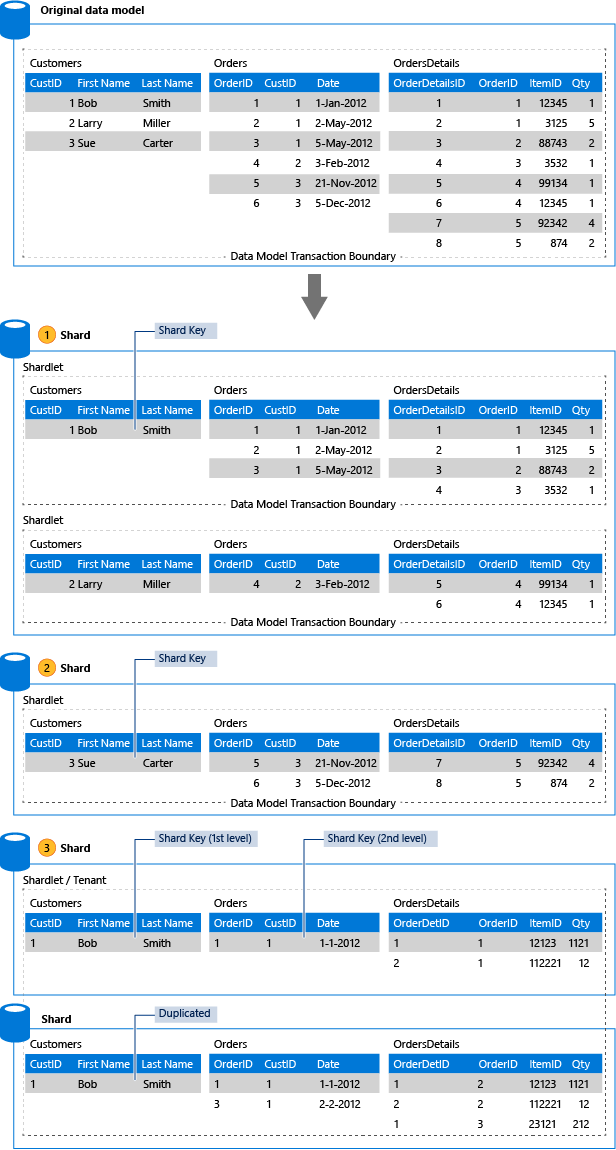 Original data model
Customers Orders OrdersDetails
CustID First Name Last Name OrderID CustID Date OrderDetailsID OrderID ItemID Qty
1 Bob Smith 1 1 1-Jan-2012 1 1 12345 1
2 Larry Miller 2 1 2-May-2012 2 1 3125 5
3 Sue Carter 3 1 5-May-2012 3 2 88743 2
4 2 3-Feb-2012 4 3 3532 1
5 3 21-Nov-2012 5 4 99134 1
6 3 5-Dec-2012 6 4 12345 1
7 5 92342 4
8 5 874 2
Data Model Transaction Boundary
1 Shard Shard Key
Shardlet
Customers Orders OrdersDetails
CustID First Name Last Name OrderID CustID Date OrderDetailsID OrderID ItemID Qty
1 Bob Smith 1 1 1-Jan-2012 1 1 12345 1
2 1 2-May-2012 2 1 3125 5
3 1 5-May-2012 3 2 88743 2
4 3 3532 1
Data Model Transaction Boundary
Shardlet
Customers Orders OrdersDetails
CustID First Name Last Name OrderID CustID Date OrderDetailsID OrderID ItemID Qty
2 Larry Miller 4 2 3-Feb-2012 5 4 99134 1
6 4 12345 1
Data Model Transaction Boundary
2 Shard Shard Key
Shardlet
Customers Orders OrdersDetails
CustID First Name Last Name OrderID CustID Date OrderDetailsID OrderID ItemID Qty
3 Sue Carter 5 3 21-Nov-2012 7 5 92342 4
6 3 5-Dec-2012 8 5 874 2
Data Model Transaction Boundary
3 Shard Shard Key (1st level) Shard Key (2nd level)
Shardlet / Tenant
Customers Orders OrdersDetails
CustID First Name Last Name OrderID CustID Date OrderDetID OrderID ItemID Qty
1 Bob Smith 1 1 1-1-2012 1 1 12123 1121
2 1 112221 12
Shard Duplicated
Customers Orders OrdersDetails
CustID First Name Last Name OrderID CustID Date OrderDetID OrderID ItemID Qty
1 Bob Smith 1 1 1-1-2012 1 2 12123 1121
3 1 2-2-2012 2 2 112221 12
1 3 23121 212